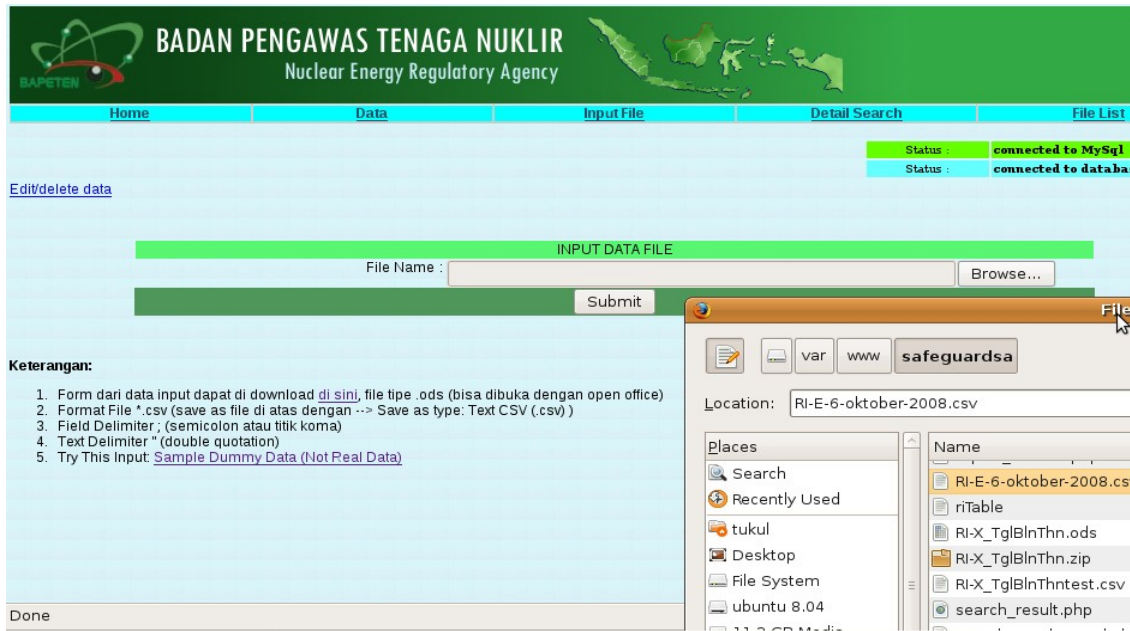 BADAN PENGAWAS TENAGA NUKLIR
Nuclear Energy Regulatory Agency
BAPETEN
Home Data Input File Detail Search File List
Status : connected to MySql
Status : connected to databa
Edit/delete data
INPUT DATA FILE
File Name : Browse...
Submit
File
var www safeguardsa
Keterangan:
1. Form dari data input dapat di download di sini, file tipe .ods (bisa dibuka dengan open office)
2. Format File *.csv (save as file di atas dengan --> Save as type: Text CSV (.csv) )
3. Field Delimiter ; (semicolon atau titik koma)
4. Text Delimiter " (double quotation)
5. Try This Input: Sample Dummy Data (Not Real Data)
Location: RI-E-6-oktober-2008.csv
Places
Search
Recently Used
tukul
Desktop
File System
ubuntu 8.04
Name
RI-E-6-oktober-2008.cs
riTable
RI-X_TglBlnThn.ods
RI-X_TglBlnThn.zip
RI-X_TglBlnThntest.csv
search_result.php
Done